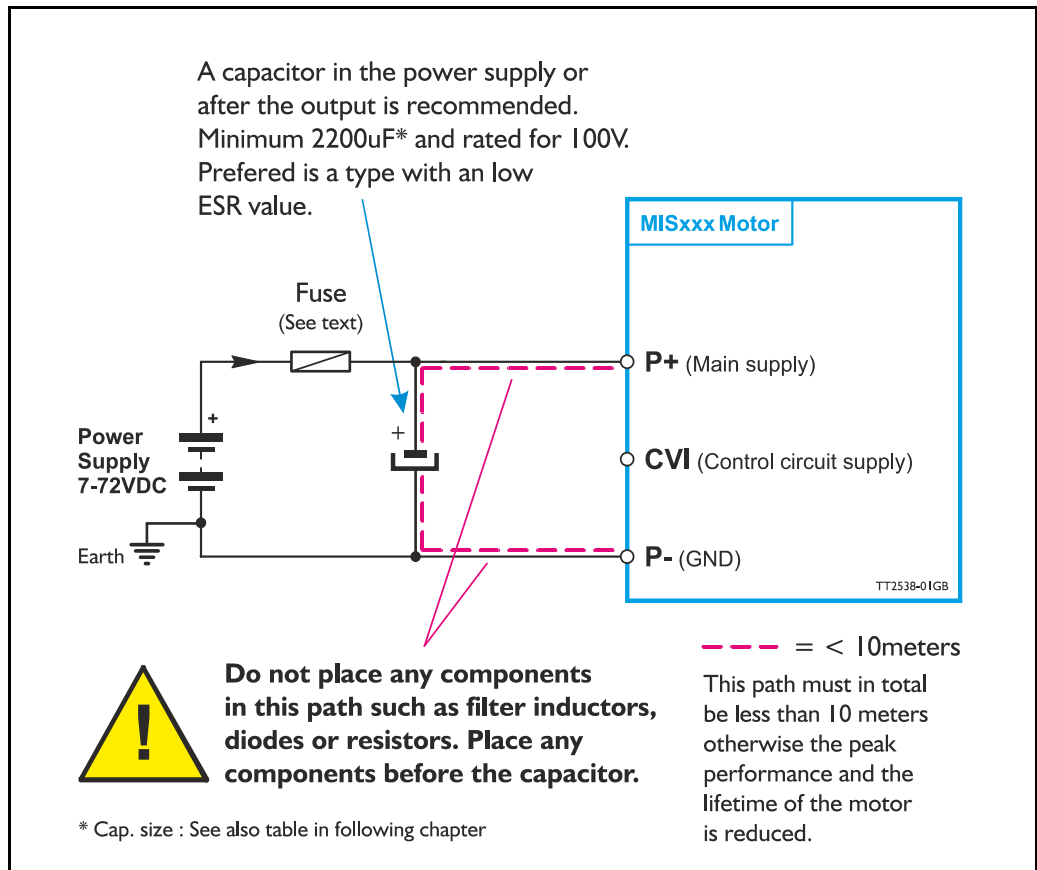 A capacitor in the power supply or
after the output is recommended.
Minimum 2200uF* and rated for 100V.
Prefered is a type with an low
ESR value.
MISxxx Motor
Fuse
(See text)
P+ (Main supply)
+
+
Power
Supply
7-72VDC
CVI (Control circuit supply)
Earth
P- (GND)
TT2538-01GB
= < 10meters
Do not place any components
in this path such as filter inductors,
diodes or resistors. Place any
components before the capacitor.
This path must in total
be less than 10 meters
otherwise the peak
performance and the
lifetime of the motor
is reduced.
!
* Cap. size : See also table in following chapter